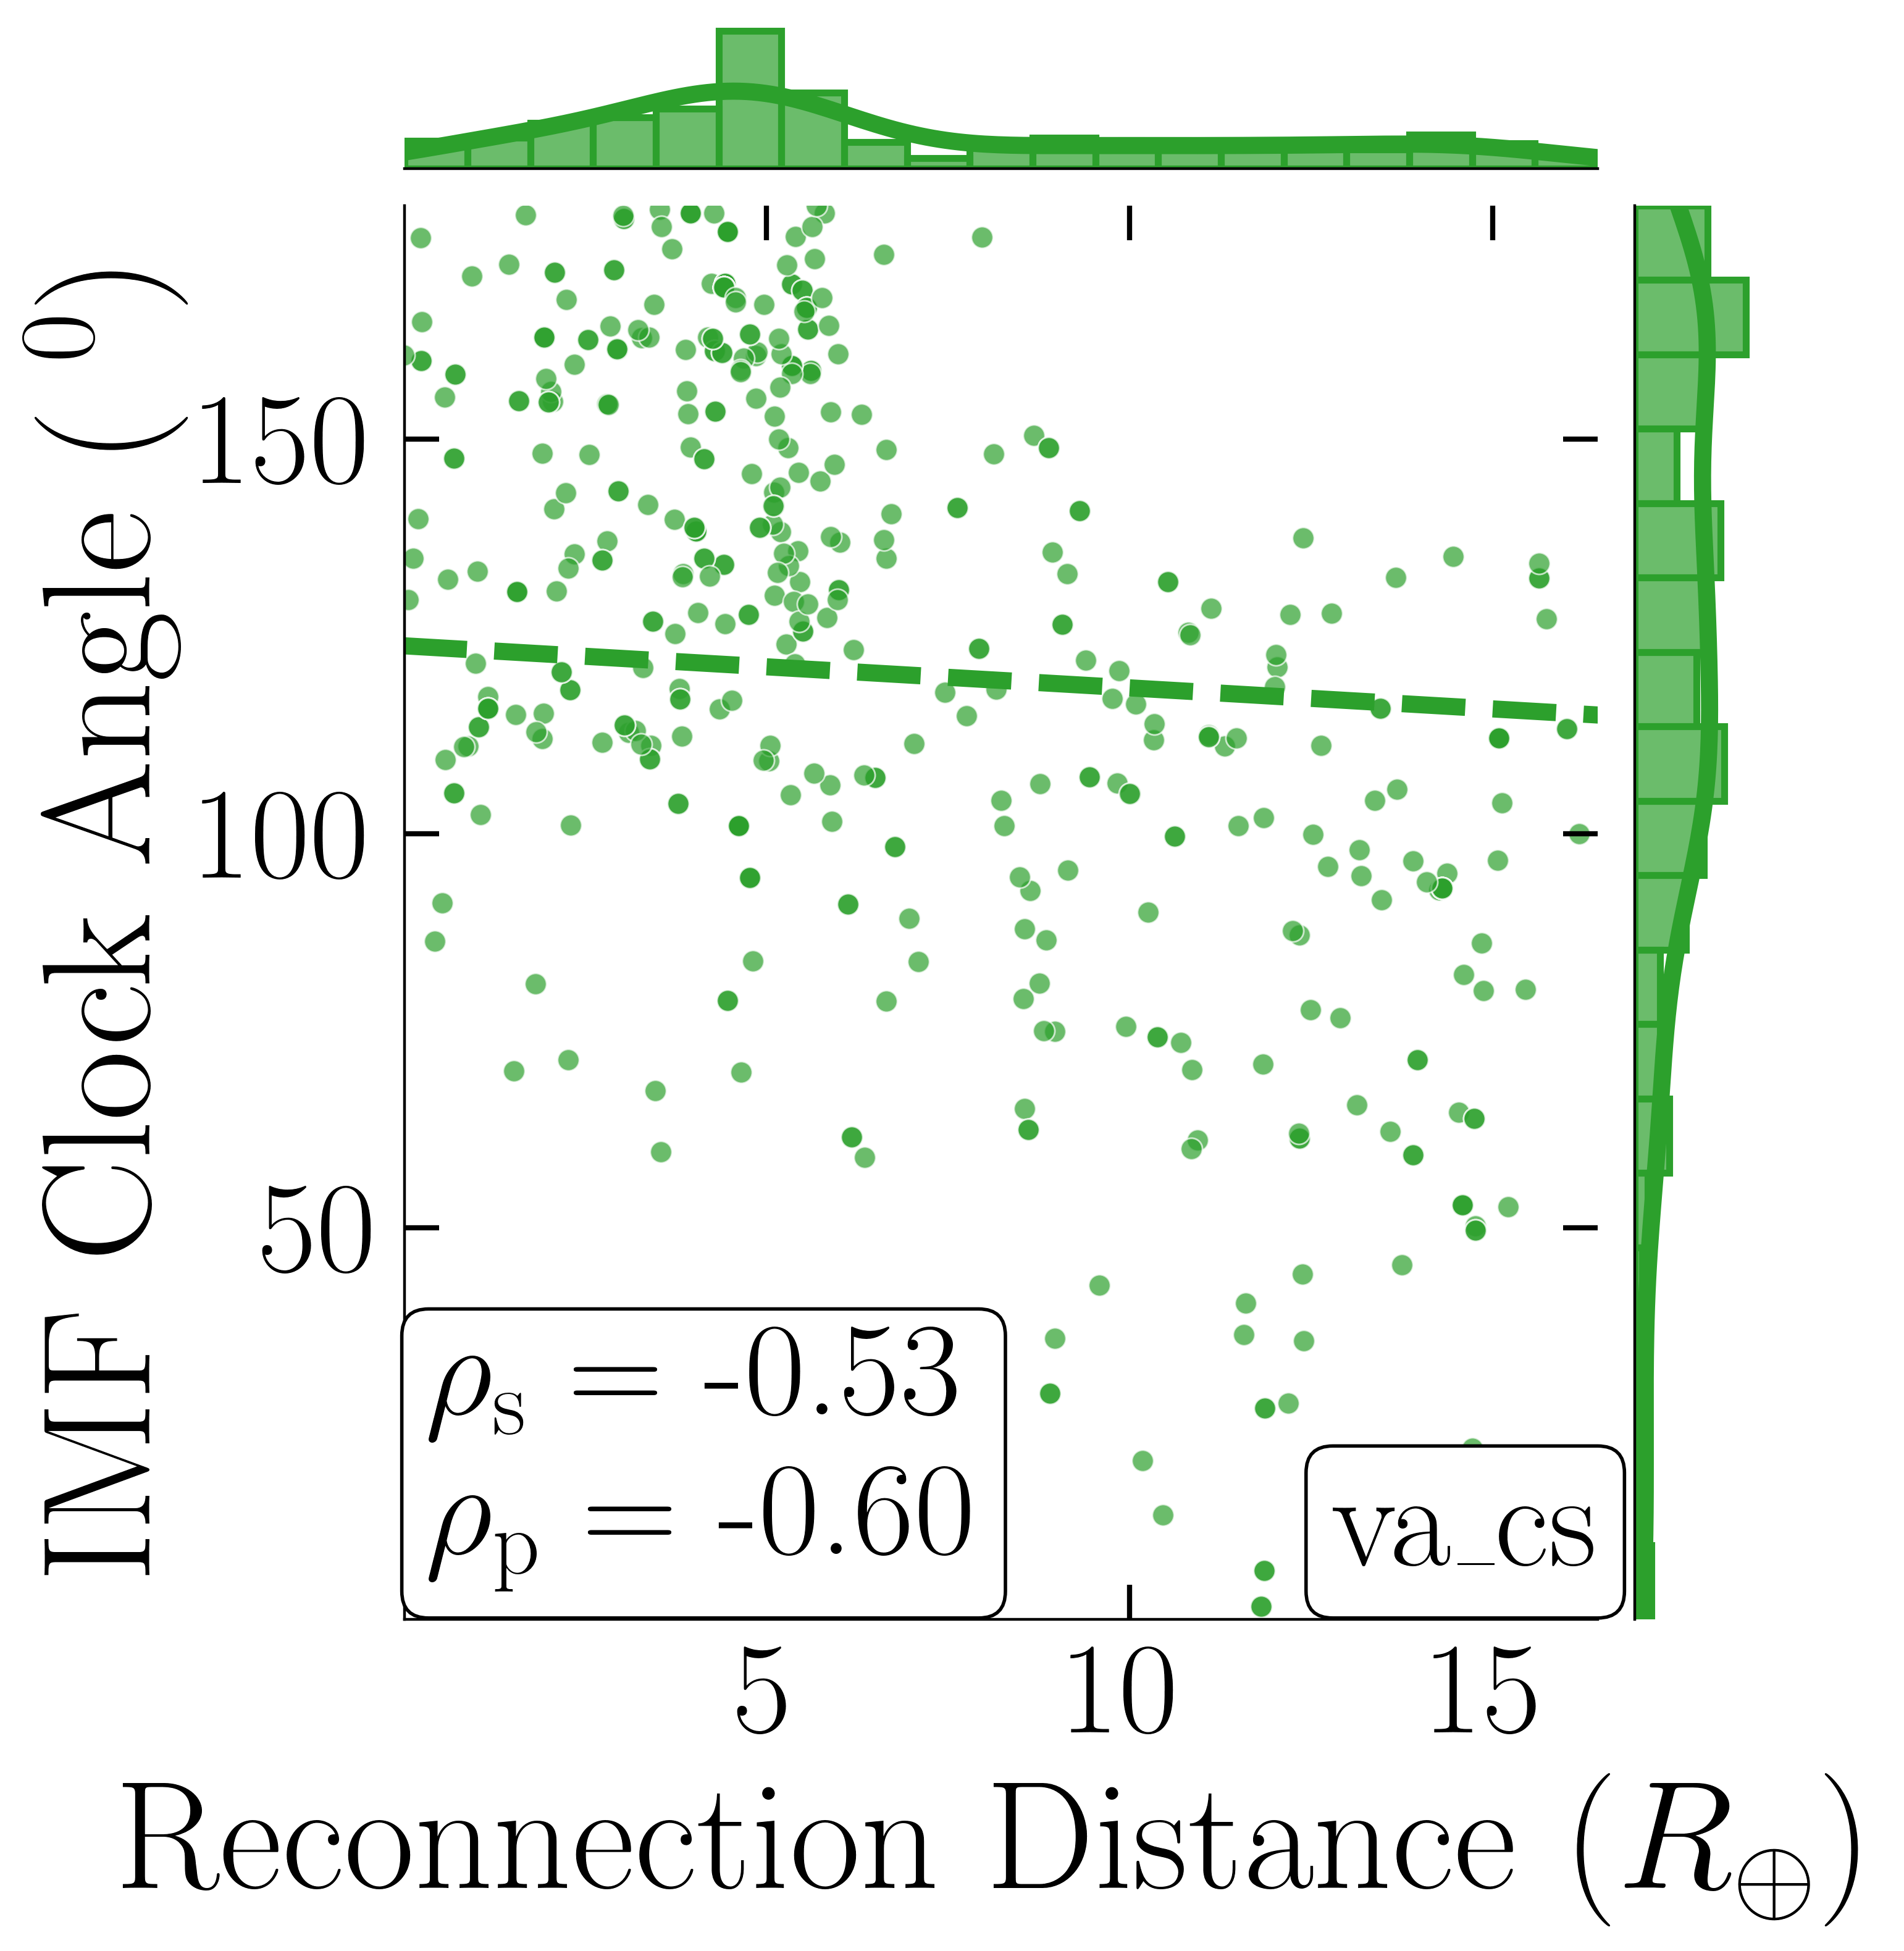 IMF Clock Angle ( 0 )
150
100
50
ρs = -0.53
ρp = -0.60
va_cs
5 10 15
Reconnection Distance (R⊕)